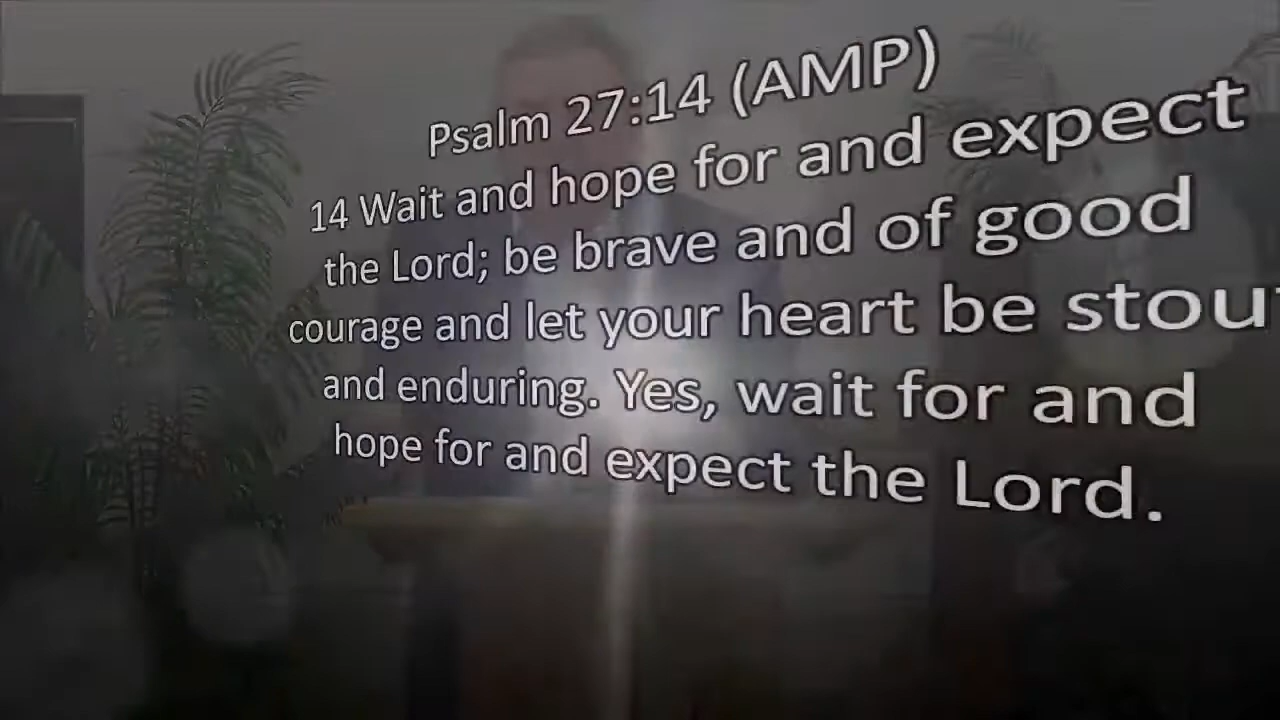 Psalm 27:14 (AMP)
14 Wait and hope for and expect
the Lord; be brave and of good
courage and let your heart be stou
and enduring. Yes, wait for and
hope for and expect the Lord.